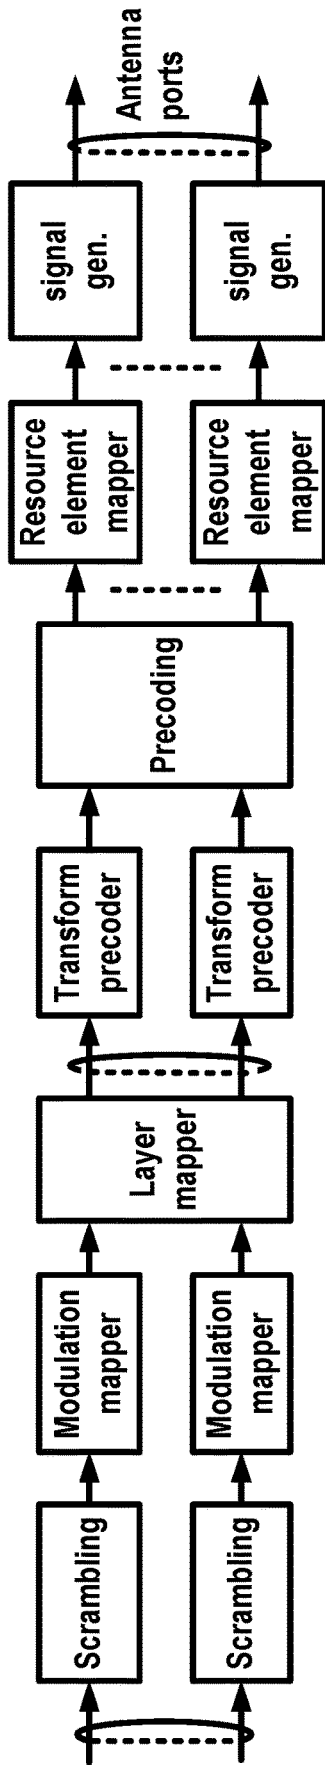 Scrambling
Scrambling
Modulation
mapper
Modulation
mapper
Layer
mapper
Transform
precoder
Transform
precoder
Precoding
Resource
element
mapper
Resource
element
mapper
signal
gen.
signal
gen.
Antenna
ports